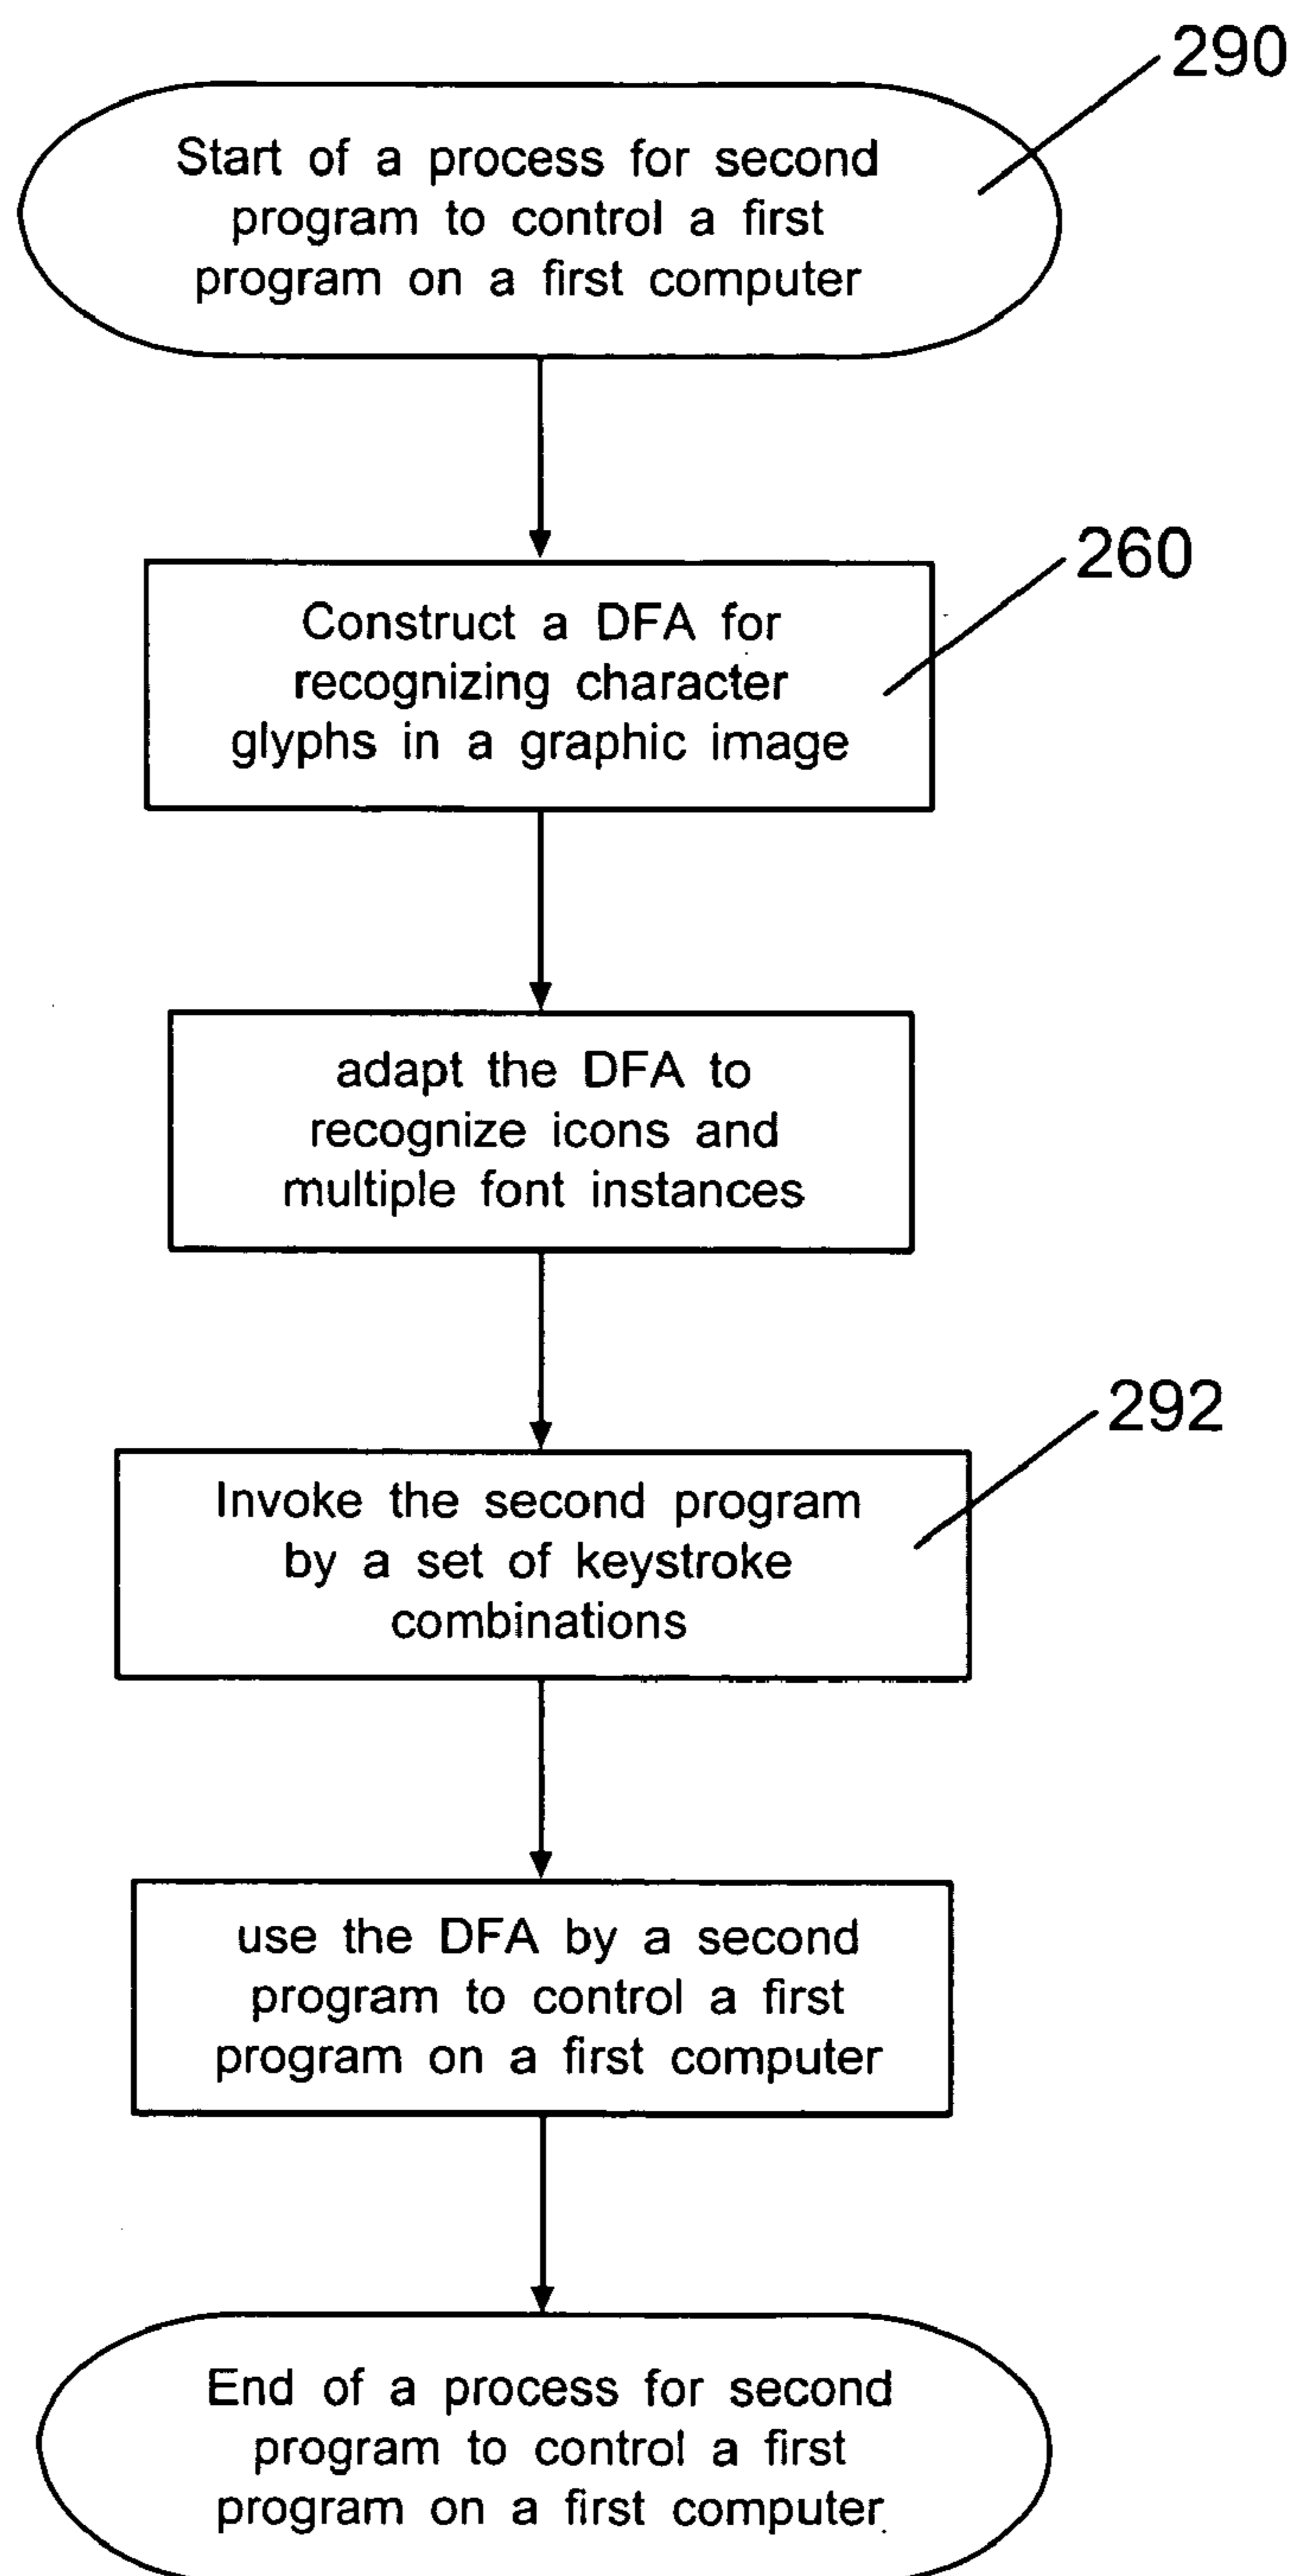 290
Start of a process for second
program to control a first
program on a first computer
260
Construct a DFA for
recognizing character
glyphs in a graphic image
adapt the DFA to
recognize icons and
multiple font instances
292
Invoke the second program
by a set of keystroke
combinations
use the DFA by a second
program to control a first
program on a first computer
End of a process for second
program to control a first
program on a first computer